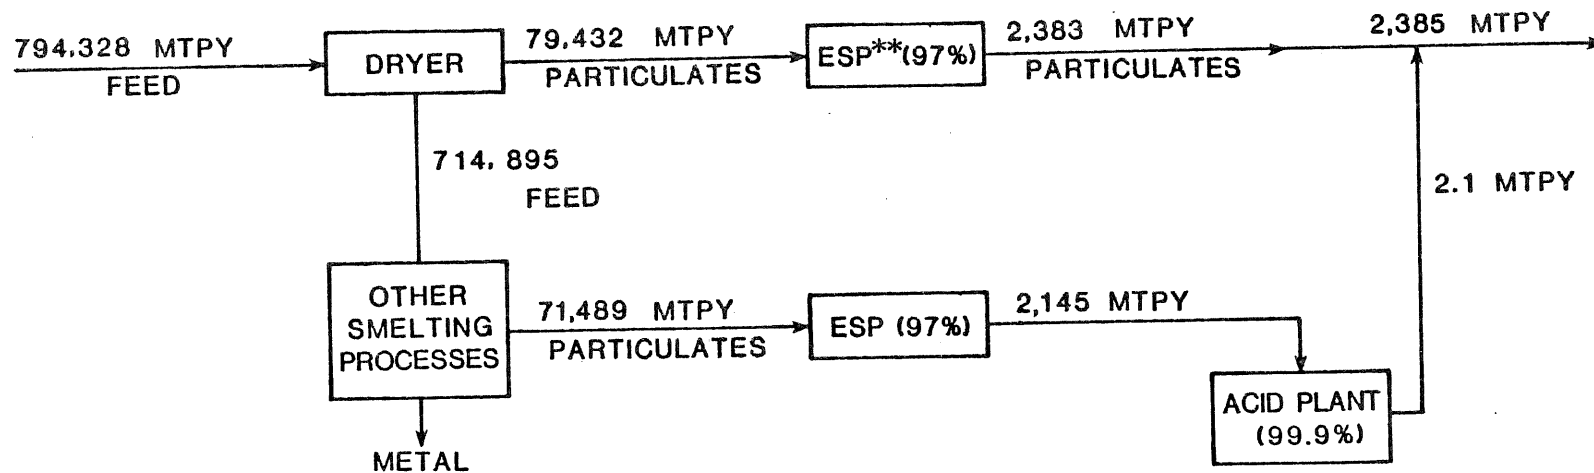 794,328 MTPY
FEED
DRYER
79,432 MTPY
PARTICULATES
ESP**(97%)
2,383 MTPY
PARTICULATES
2,385 MTPY
714,895
FEED
2.1 MTPY
OTHER
SMELTING
PROCESSES
71,489 MTPY
PARTICULATES
ESP (97%)
2,145 MTPY
ACID PLANT
(99.9%)
METAL